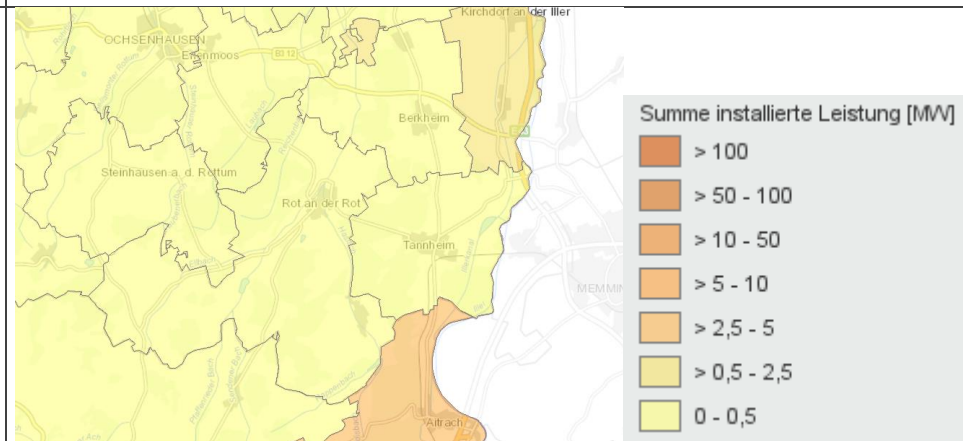 Kirchdorf an der Iller
OCHSENHAUSEN
Erlenmoos
B312
Berkheim
Steinhausen a. d. Rottum
Rot an der Rot
Tannheim
Ellbach
MEMMIN
Aitrach
Summe installierte Leistung [MW]
> 100
> 50 - 100
> 10 - 50
> 5 - 10
> 2,5 - 5
> 0,5 - 2,5
0 - 0,5